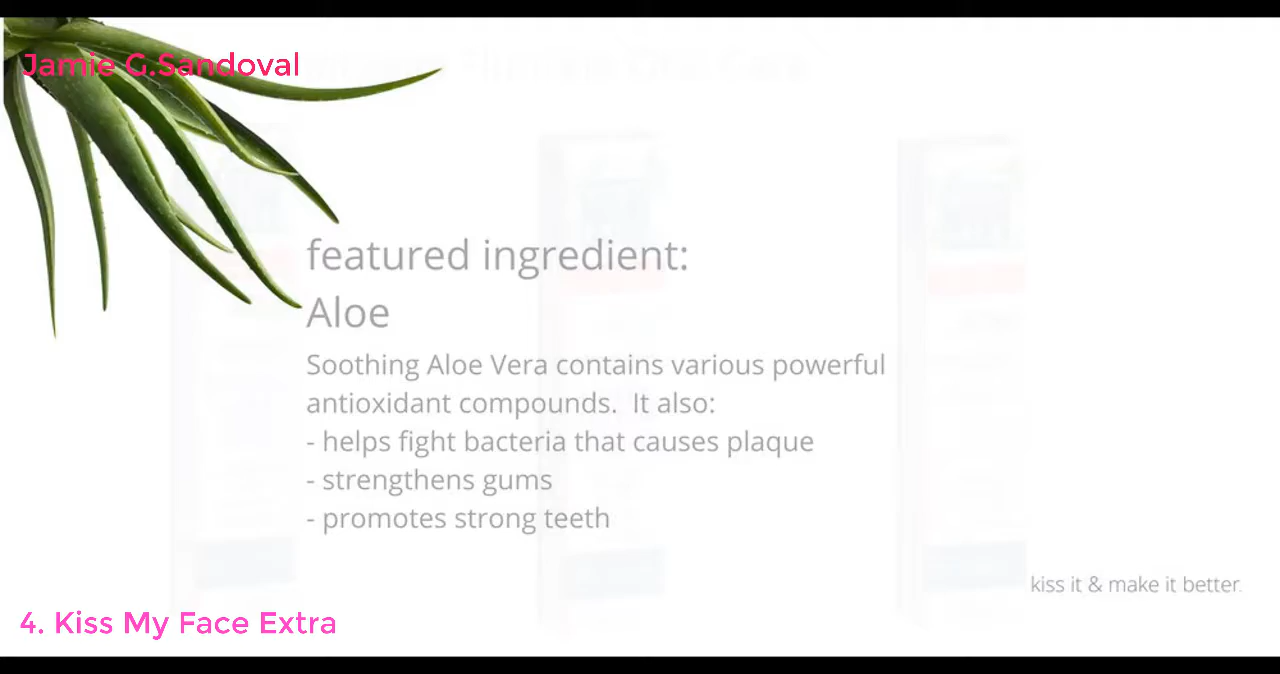 Jamie G.Sandoval
featured ingredient:
Aloe
Soothing Aloe Vera contains various powerful
antioxidant compounds.  It also:
- helps fight bacteria that causes plaque
- strengthens gums
- promotes strong teeth
kiss it & make it better.
4. Kiss My Face Extra